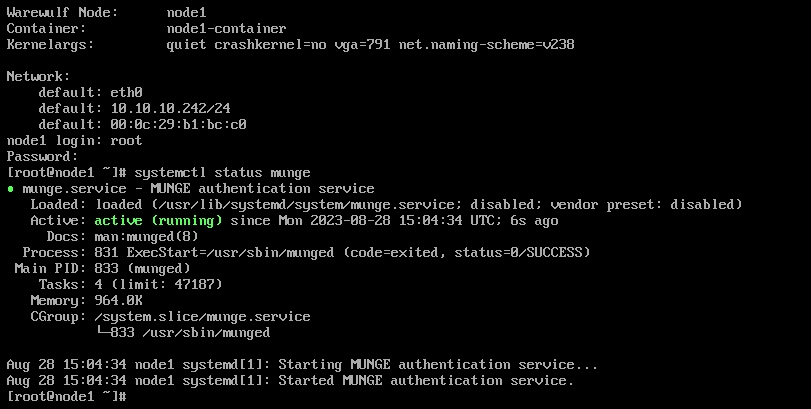 Warewulf Node:      node1
Container:          node1-container
Kernelargs:         quiet crashkernel=no vga=791 net.naming-scheme=v238

Network:
    default: eth0
    default: 10.10.10.242/24
    default: 00:0c:29:b1:bc:c0
node1 login: root
Password:
[root@node1 ~]# systemctl status munge
● munge.service - MUNGE authentication service
   Loaded: loaded (/usr/lib/systemd/system/munge.service; disabled; vendor preset: disabled)
   Active: active (running) since Mon 2023-08-28 15:04:34 UTC; 6s ago
     Docs: man:munged(8)
  Process: 831 ExecStart=/usr/sbin/munged (code=exited, status=0/SUCCESS)
 Main PID: 833 (munged)
    Tasks: 4 (limit: 47187)
   Memory: 964.0K
   CGroup: /system.slice/munge.service
           └─833 /usr/sbin/munged

Aug 28 15:04:34 node1 systemd[1]: Starting MUNGE authentication service...
Aug 28 15:04:34 node1 systemd[1]: Started MUNGE authentication service.
[root@node1 ~]#